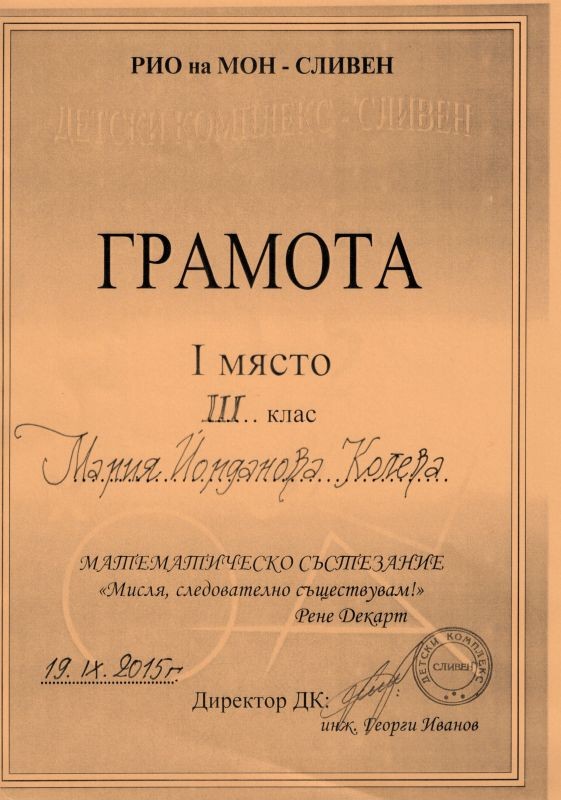 РИО на МОН - СЛИВЕН
ДЕТСКИ КОМПЛЕКС - СЛИВЕН
ГРАМОТА
I място
III.. клас
Мария Йорданова Колева
МАТЕМАТИЧЕСКО СЪСТЕЗАНИЕ
«Мисля, следователно съществувам!»
Рене Декарт
19. IX. 2015г
Директор ДК:
инж. Георги Иванов
ДЕТСКИ КОМПЛЕКС
СЛИВЕН